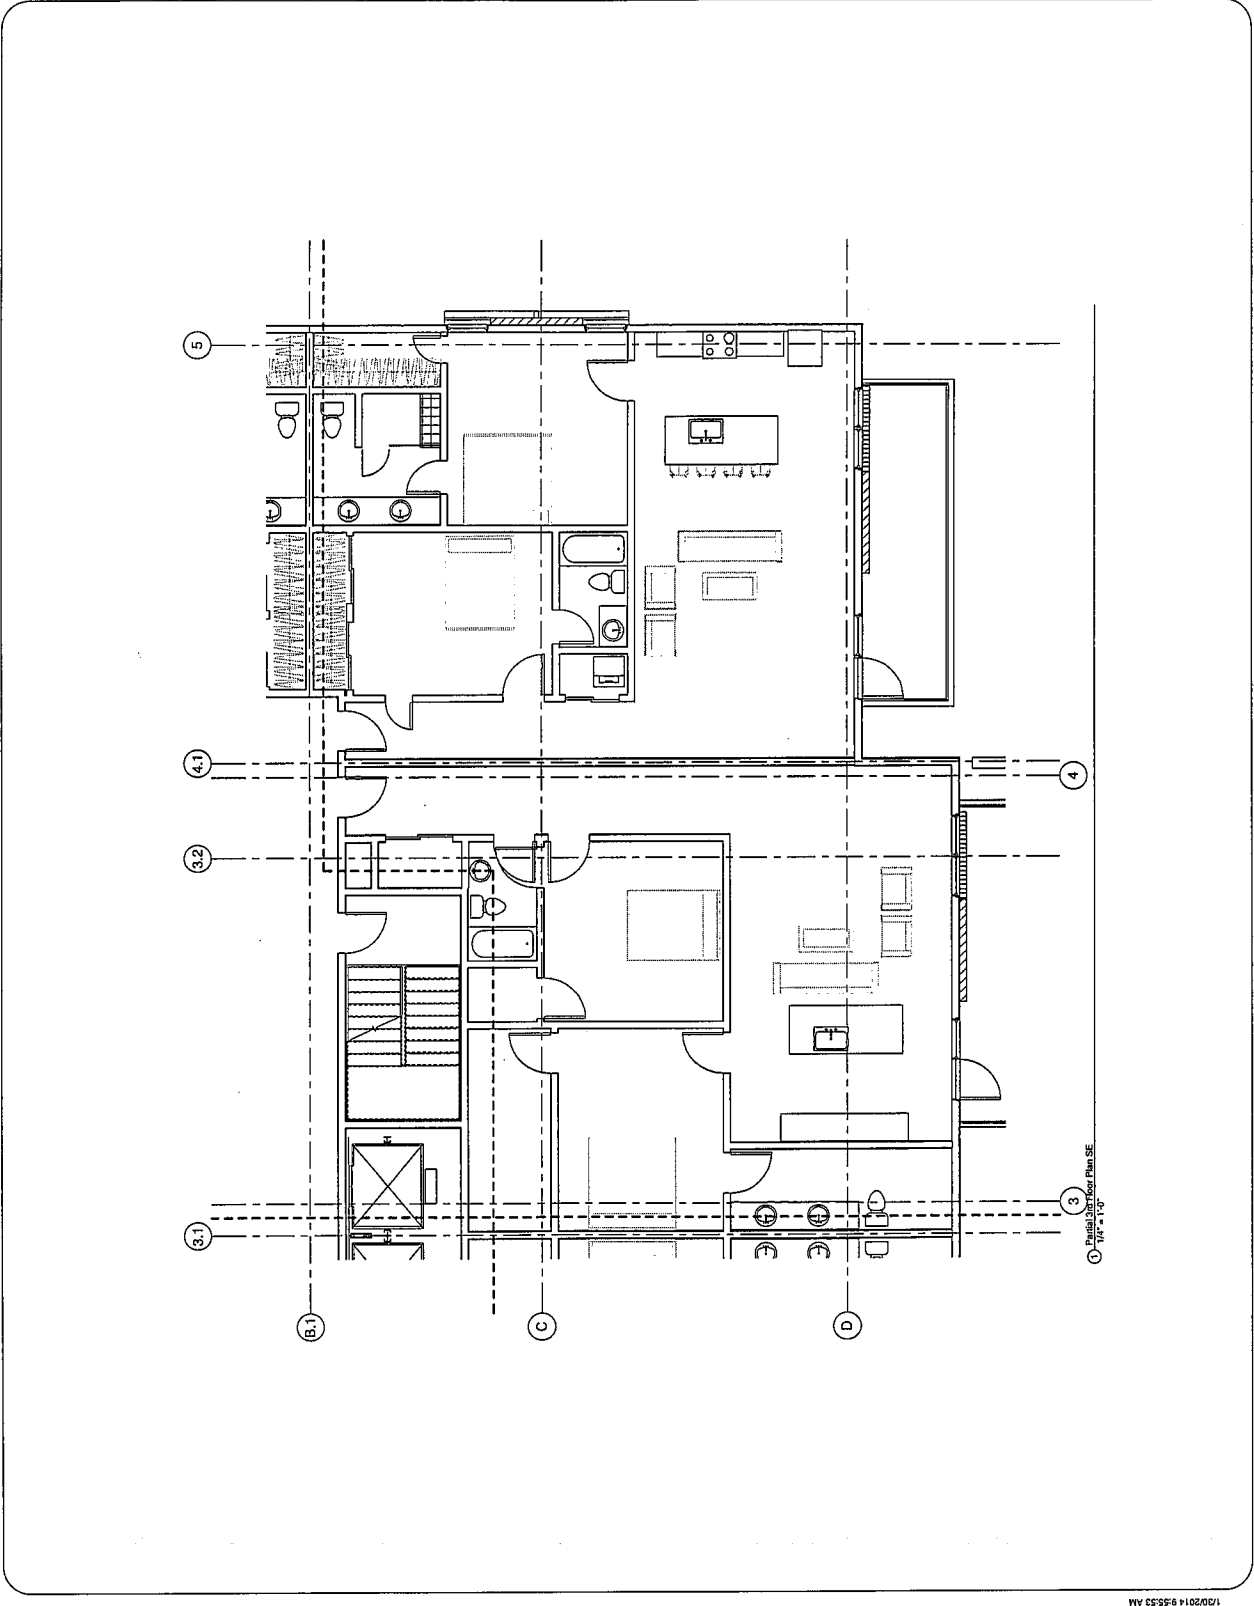 5
4.1
4
3.2
3.1
3
B.1
C
D
1 Partial 3rd Floor Plan SE
1/4" = 1'-0"
1/30/2014 9:55:53 AM